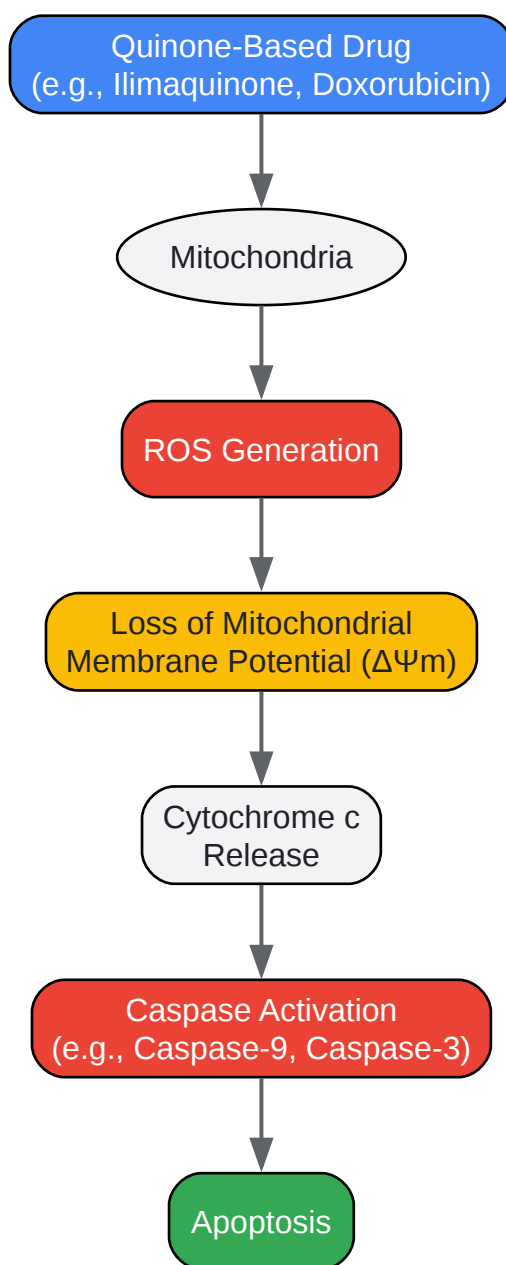 Quinone-Based Drug
(e.g., Ilimaquinone, Doxorubicin)
Mitochondria
ROS Generation
Loss of Mitochondrial
Membrane Potential (ΔΨm)
Cytochrome c
Release
Caspase Activation
(e.g., Caspase-9, Caspase-3)
Apoptosis